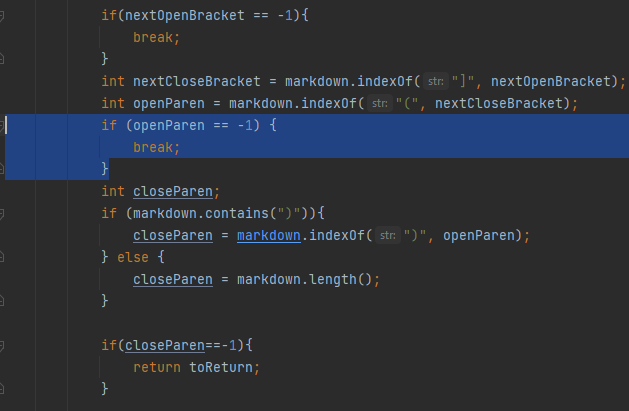 if(nextOpenBracket == -1){
break;
}
int nextCloseBracket = markdown.indexOf( str: "]", nextOpenBracket);
int openParen = markdown.indexOf( str: "(", nextCloseBracket);
if (openParen == -1) {
break;
}
int closeParen;
if (markdown.contains(")")){
closeParen = markdown.indexOf( str: ")", openParen);
} else {
closeParen = markdown.length();
}
if(closeParen==-1){
return toReturn;
}